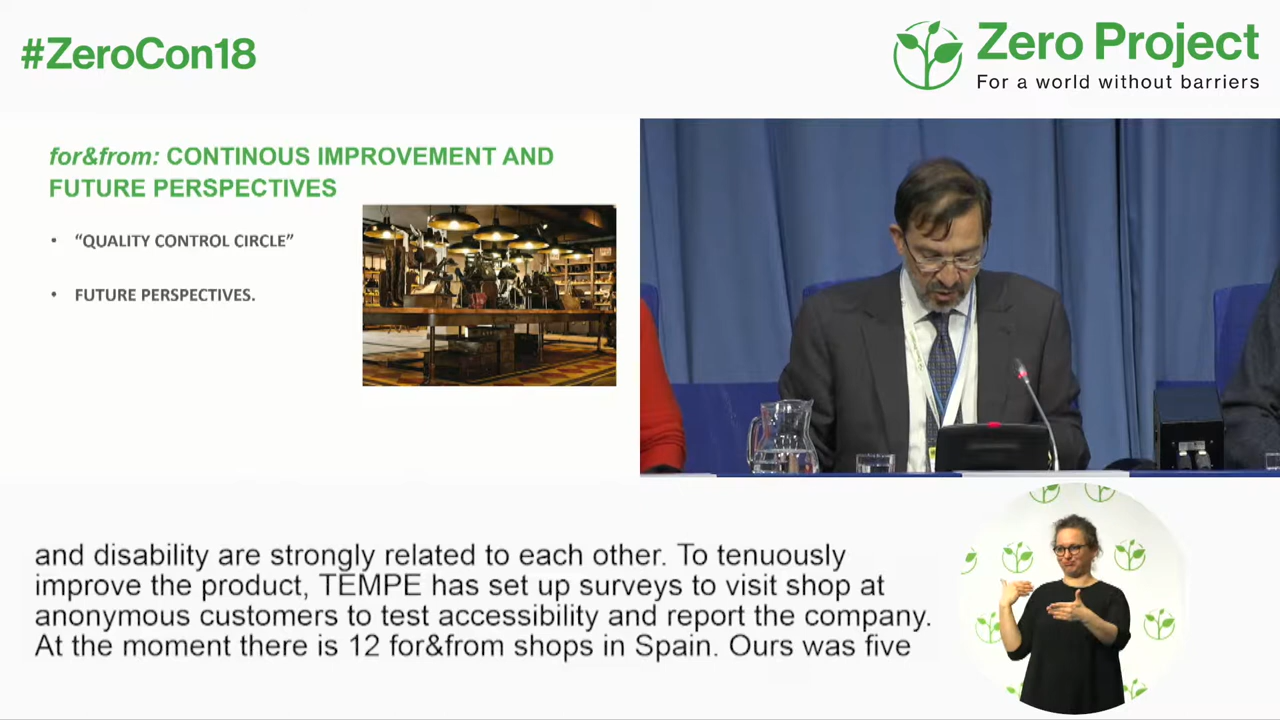 #ZeroCon18
Zero Project
For a world without barriers
for&from: CONTINOUS IMPROVEMENT AND
FUTURE PERSPECTIVES
• “QUALITY CONTROL CIRCLE”
• FUTURE PERSPECTIVES.
and disability are strongly related to each other. To tenuously
improve the product, TEMPE has set up surveys to visit shop at
anonymous customers to test accessibility and report the company.
At the moment there is 12 for&from shops in Spain. Ours was five